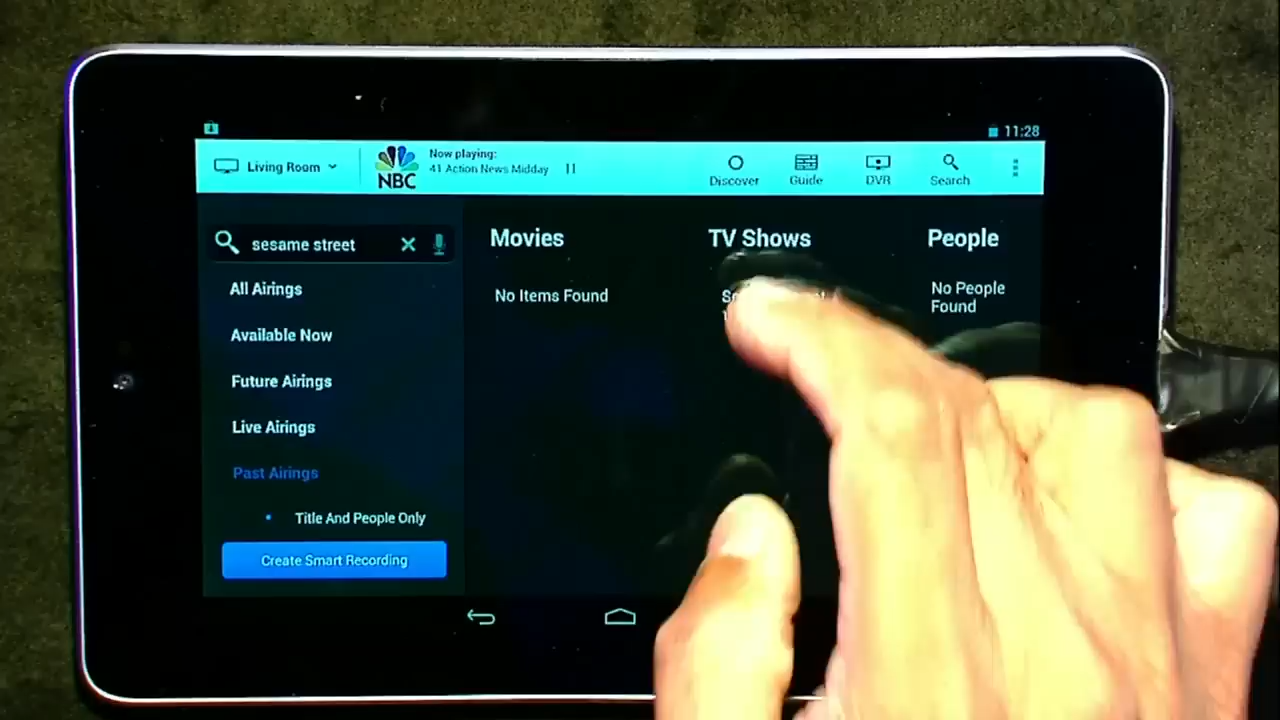 11:28
Living Room
NBC
Now playing:
41 Action News Midday
Discover
Guide
DVR
Search
sesame street
All Airings
Available Now
Future Airings
Live Airings
Past Airings
Title And People Only
Create Smart Recording
Movies
No Items Found
TV Shows
People
No People
Found